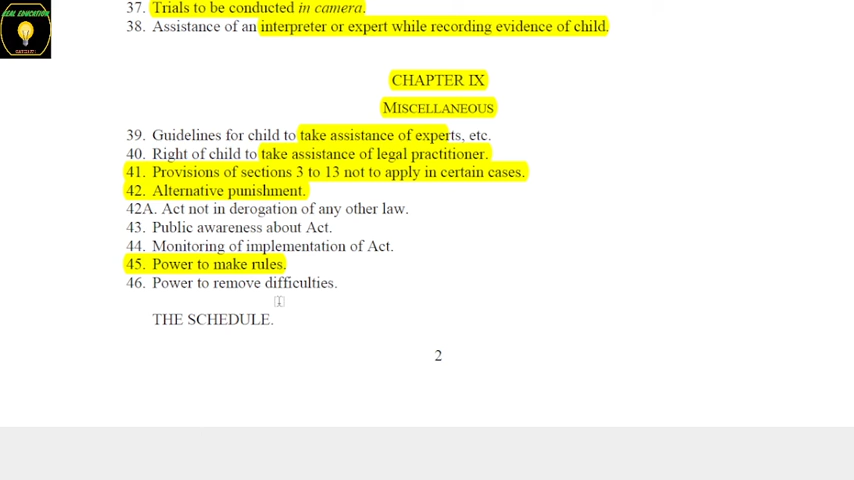 LEAL EDUCATION
37. Trials to be conducted in camera.
38. Assistance of an interpreter or expert while recording evidence of child.
CHAPTER IX
MISCELLANEOUS
39. Guidelines for child to take assistance of experts, etc.
40. Right of child to take assistance of legal practitioner.
41. Provisions of sections 3 to 13 not to apply in certain cases.
42. Alternative punishment.
42A. Act not in derogation of any other law.
43. Public awareness about Act.
44. Monitoring of implementation of Act.
45. Power to make rules.
46. Power to remove difficulties.
THE SCHEDULE.
2